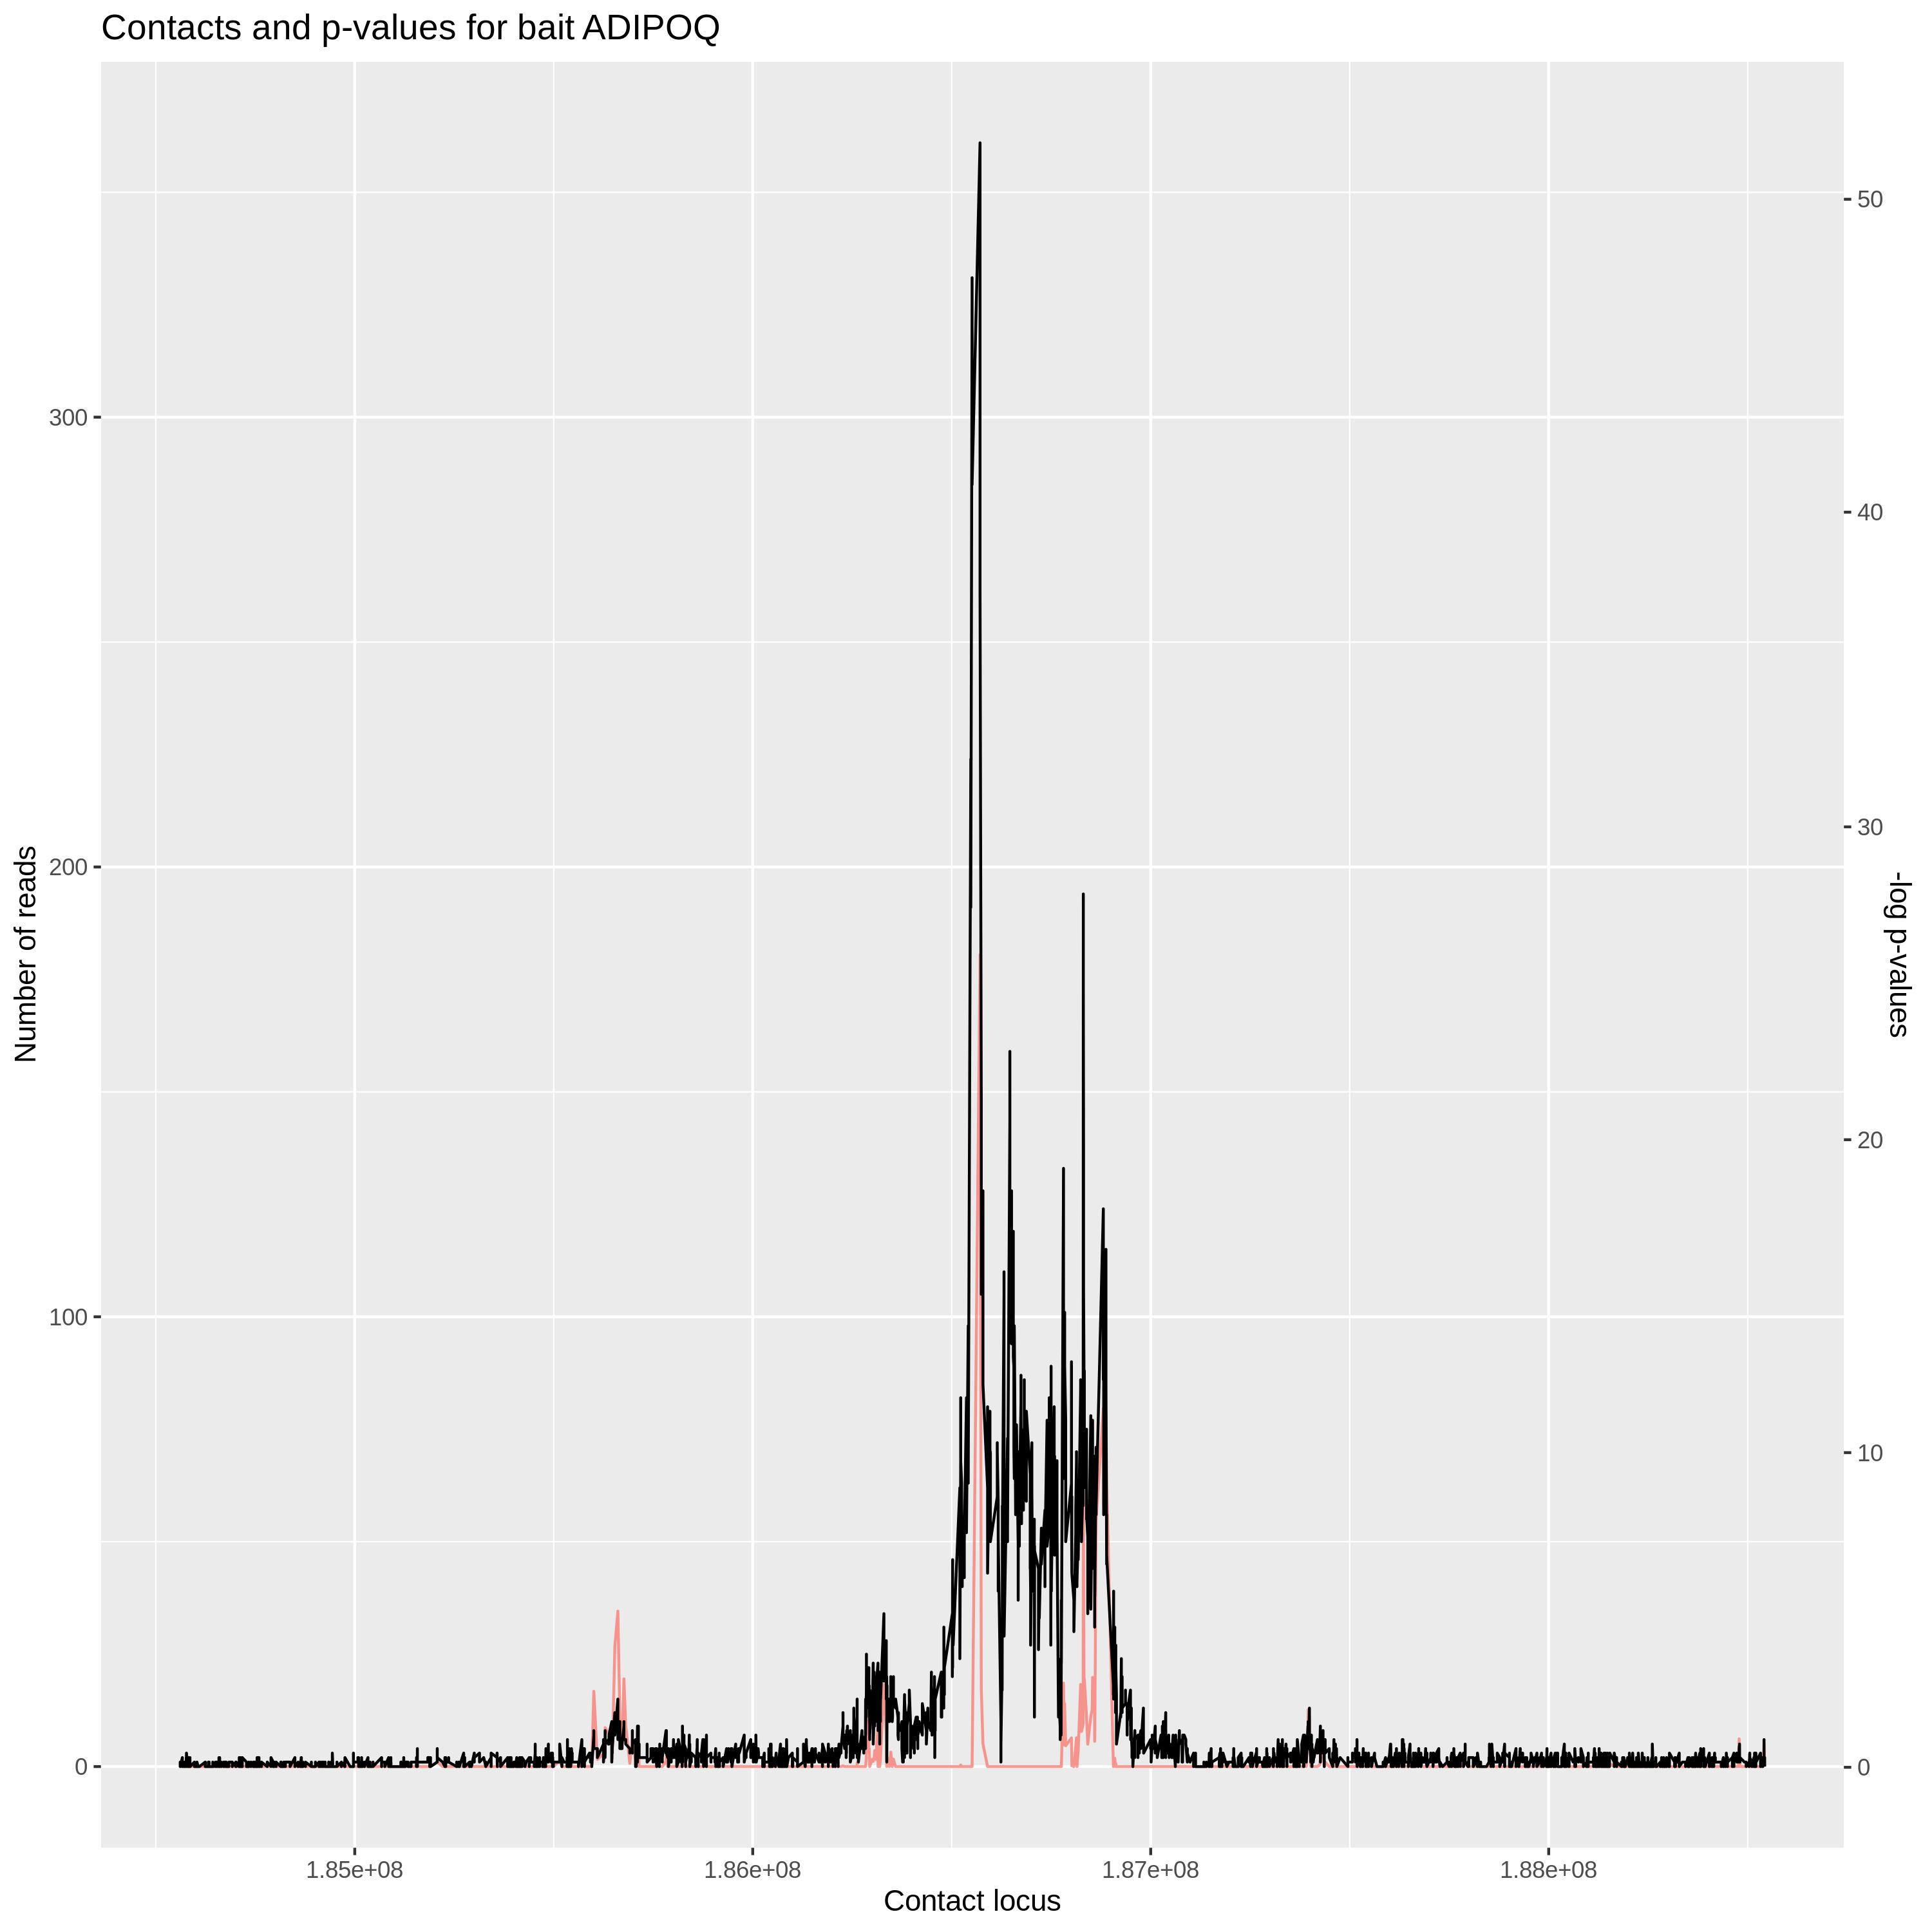 Contacts and p-values for bait ADIPOQ
Number of reads
300
200
100
0
50
40
30
20
10
0
-log p-values
1.85e+08
1.86e+08
1.87e+08
1.88e+08
Contact locus